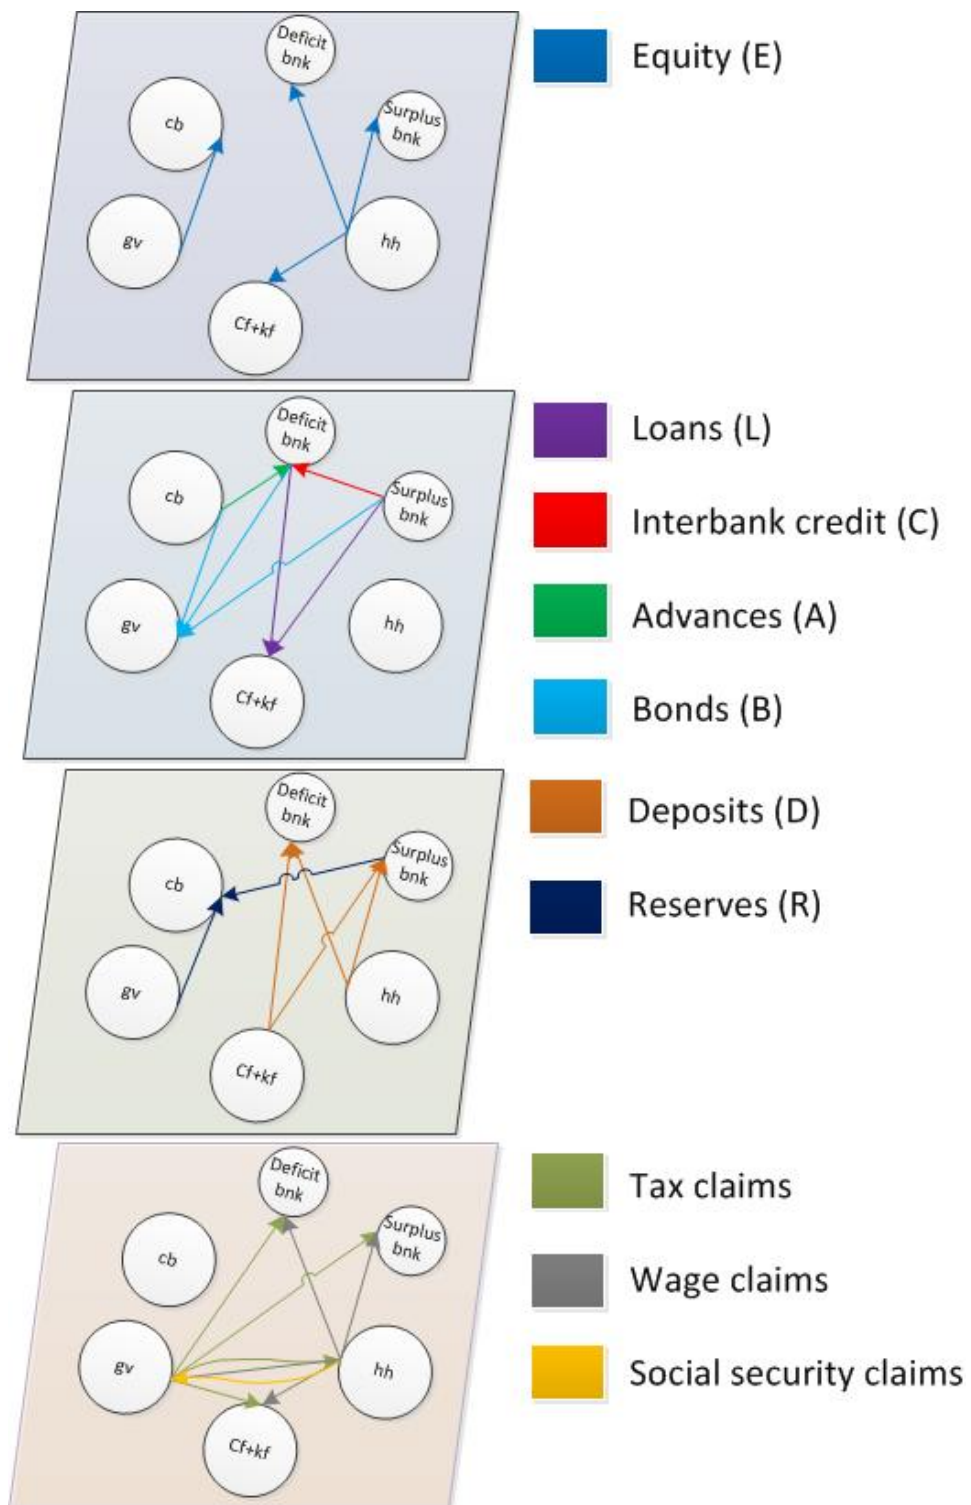 Deficit
bnk
Equity (E)
cb
Surplus
bnk
gv
hh
Cf+kf
Deficit
bnk
Loans (L)
cb
Surplus
bnk
Interbank credit (C)
gv
hh
Advances (A)
Cf+kf
Bonds (B)
Deficit
bnk
Deposits (D)
cb
Surplus
bnk
Reserves (R)
gv
hh
Cf+kf
Deficit
bnk
Tax claims
cb
Surplus
bnk
Wage claims
gv
hh
Social security claims
Cf+kf